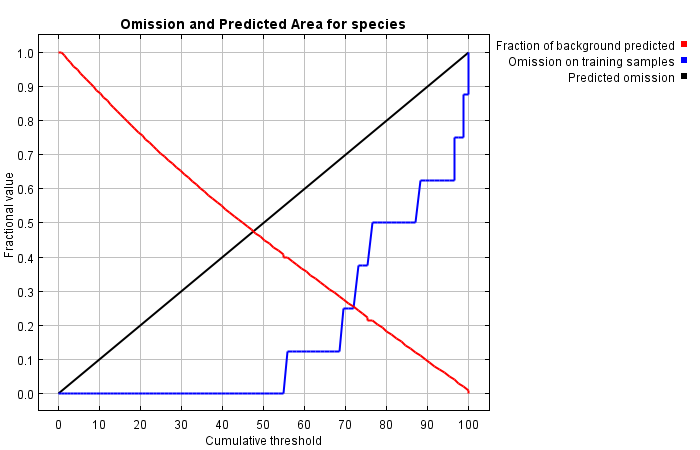 Omission and Predicted Area for species
Fraction of background predicted
Omission on training samples
Predicted omission
Fractional value
1.0
0.9
0.8
0.7
0.6
0.5
0.4
0.3
0.2
0.1
0.0
0 10 20 30 40 50 60 70 80 90 100
Cumulative threshold